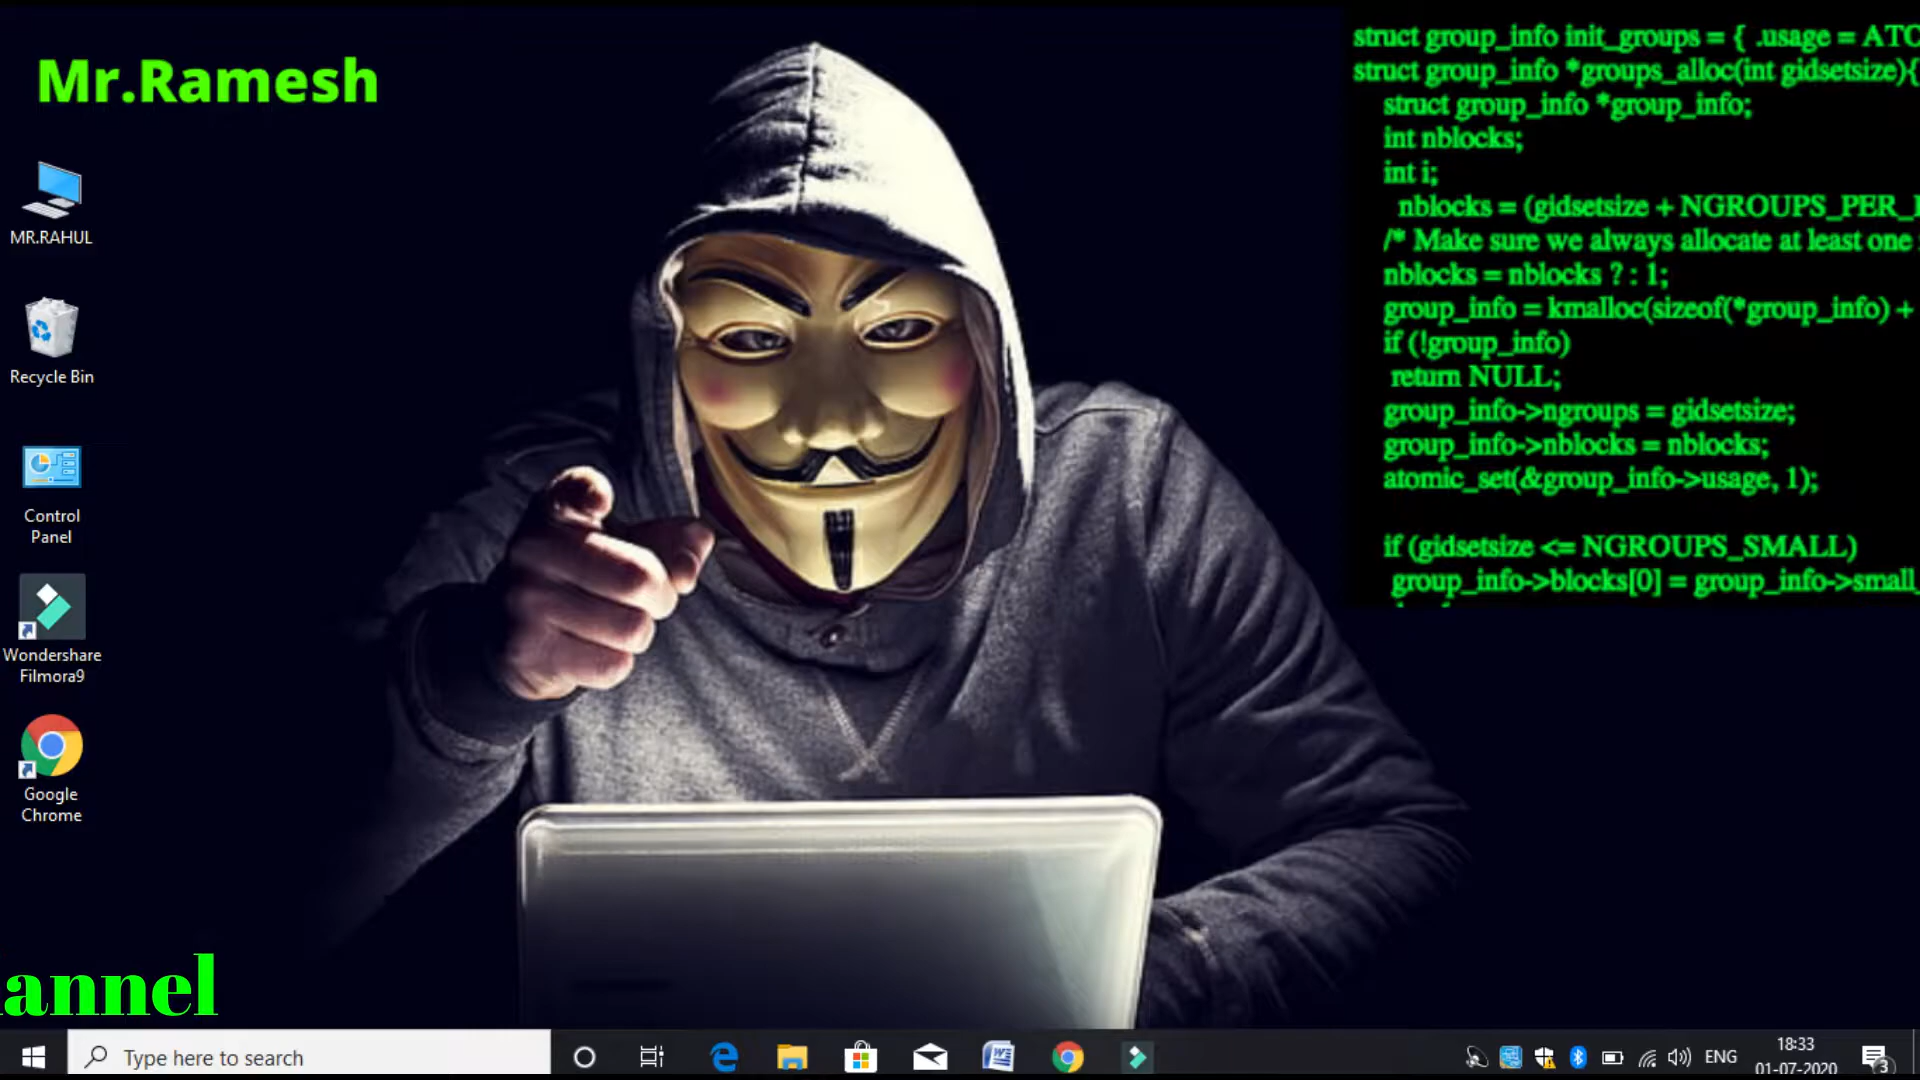 Mr.Ramesh
MR.RAHUL
Recycle Bin
Control
Panel
Wondershare
Filmora9
Google
Chrome
annel
struct group_info init_groups = { .usage = ATO
struct group_info *groups_alloc(int gidsetsize){
struct group_info *group_info;
int nblocks;
int i;
nblocks = (gidsetsize + NGROUPS_PER_
/* Make sure we always allocate at least one
nblocks = nblocks ? : 1;
group_info = kmalloc(sizeof(*group_info) +
if (!group_info)
return NULL;
group_info->ngroups = gidsetsize;
group_info->nblocks = nblocks;
atomic_set(&group_info->usage, 1);
if (gidsetsize <= NGROUPS_SMALL)
group_info->blocks[0] = group_info->small_
Type here to search
ENG
18:33
01-07-2020
3